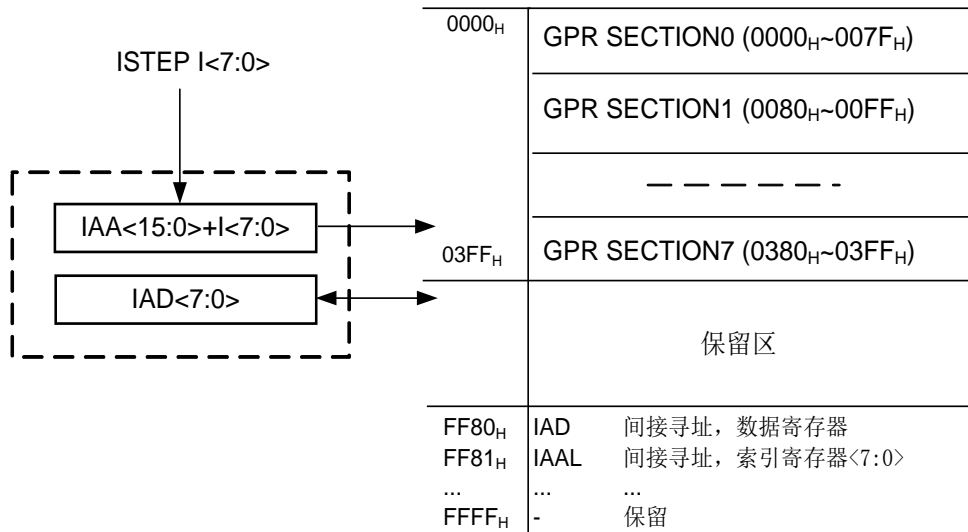 ISTEP I<7:0>
IAA<15:0>+I<7:0>
IAD<7:0>
0000H
GPR SECTION0 (0000H~007FH)
GPR SECTION1 (0080H~00FFH)
03FFH
GPR SECTION7 (0380H~03FFH)
保留区
FF80H IAD 间接寻址，数据寄存器
FF81H IAAL 间接寻址，索引寄存器<7:0>
... ... ...
FFFFH - 保留